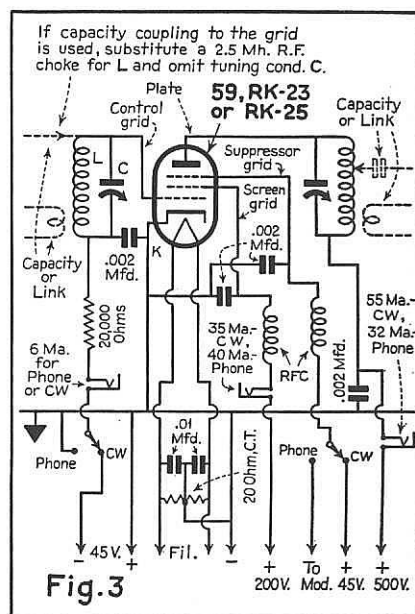 If capacity coupling to the grid
is used, substitute a 2.5 Mh. R.F.
choke for L and omit tuning cond. C.
Plate
Control
grid
59, RK-23
or RK-25
Capacity
or Link
Suppressor
grid
L
C
Screen
grid
K
.002
Mfd.
.002
Mfd.
Capacity
or
Link
20,000
Ohms
35 Ma.-
CW,
40 Ma.-
Phone
RFC
.002 Mfd.
55 Ma.-
CW,
32 Ma.-
Phone
6 Ma.
for
Phone
or CW
Phone
CW
.01
Mfd.
20 Ohm, C.T.
Phone
CW
- 45V. +
Fil.
-
+
200V.
To
Mod.
+
45V.
+
500V.
Fig.3